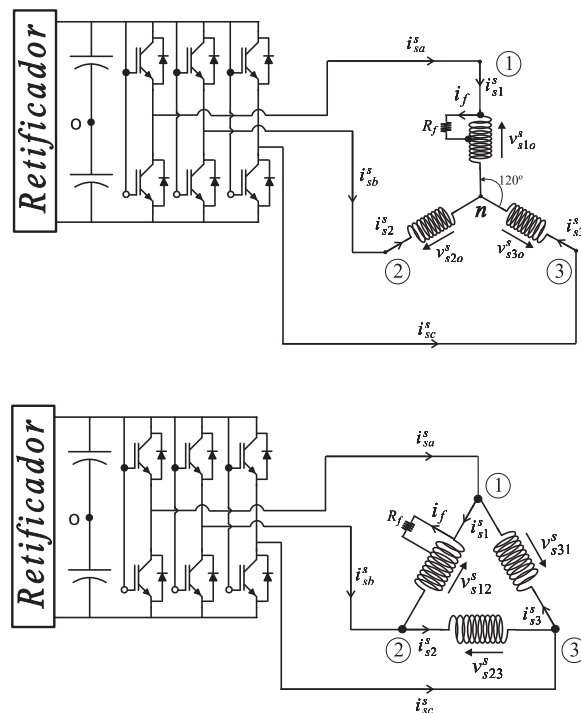 Retificador
o
i^s_sa
1
i^s_s1
i_f
R_f
v^s_s1o
120º
i^s_sb
n
i^s_s2
v^s_s2o
v^s_s3o
2
3
i^s_sc
Retificador
o
i^s_sa
1
i_f
R_f
i^s_s1
v^s_s12
v^s_s31
i^s_sb
i^s_s3
2
i^s_s2
3
v^s_s23
i^s_sc